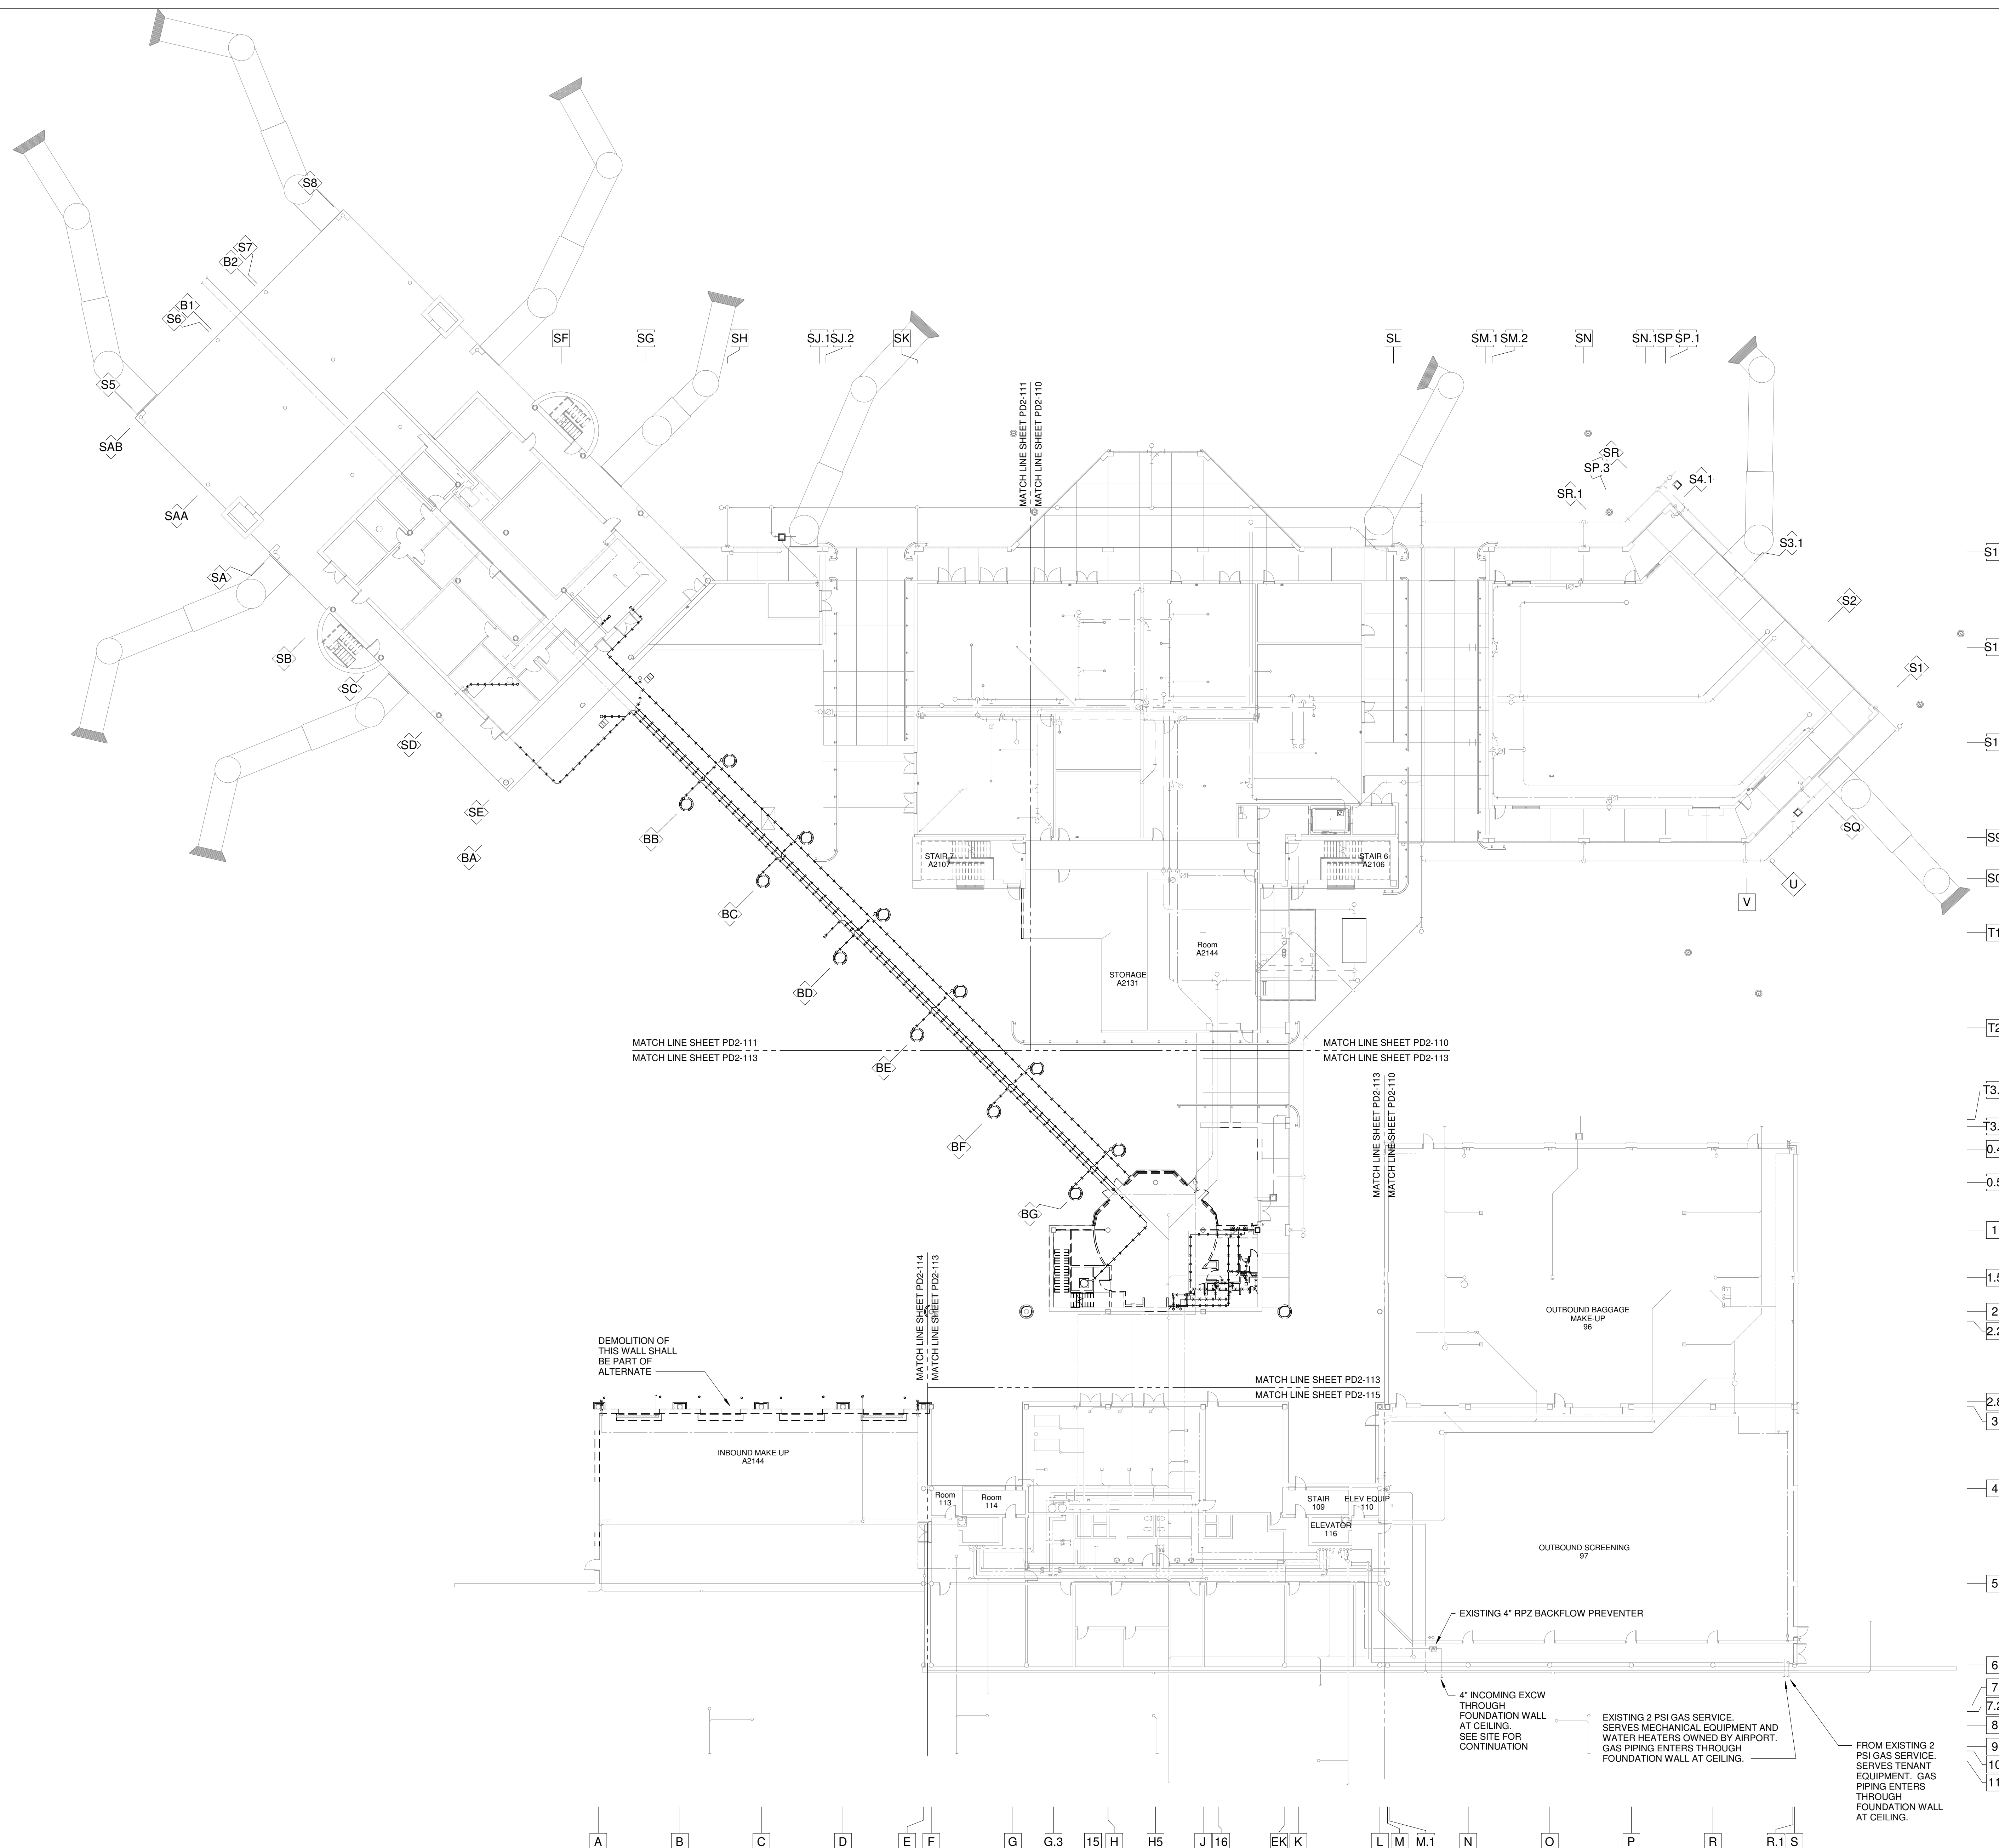 S8
S7
B2
B1
S6
SF
SG
SH
SJ.1
SJ.2
SK
SL
SM.1
SM.2
SN
SN.1
SP
SP.1
S5
SAB
SAA
SA
SB
SC
SD
SE
BA
BB
BC
BD
BE
BF
BG
MATCH LINE SHEET PD2-111
MATCH LINE SHEET PD2-110
SR
SP.3
SR.1
S4.1
S3.1
S2
S1
SQ
U
V
STAIR 7
A2107
STAIR 6
A2106
Room
A2144
STORAGE
A2131
S9
T1
T2
MATCH LINE SHEET PD2-111
MATCH LINE SHEET PD2-113
MATCH LINE SHEET PD2-110
MATCH LINE SHEET PD2-113
MATCH LINE SHEET PD2-113
MATCH LINE SHEET PD2-110
1
2
3
4
5
6
7
8
9
10
11
MATCH LINE SHEET PD2-114
MATCH LINE SHEET PD2-113
OUTBOUND BAGGAGE
MAKE-UP
96
DEMOLITION OF
THIS WALL SHALL
BE PART OF
ALTERNATE
MATCH LINE SHEET PD2-113
MATCH LINE SHEET PD2-115
INBOUND MAKE UP
A2144
Room
113
Room
114
STAIR
109
ELEV EQUIP
110
ELEVATOR
116
OUTBOUND SCREENING
97
EXISTING 4" RPZ BACKFLOW PREVENTER
4" INCOMING EXCW
THROUGH
FOUNDATION WALL
AT CEILING.
SEE SITE FOR
CONTINUATION
EXISTING 2 PSI GAS SERVICE.
SERVES MECHANICAL EQUIPMENT AND
WATER HEATERS OWNED BY AIRPORT.
GAS PIPING ENTERS THROUGH
FOUNDATION WALL AT CEILING.
FROM EXISTING 2
PSI GAS SERVICE.
SERVES TENANT
EQUIPMENT. GAS
PIPING ENTERS
THROUGH
FOUNDATION WALL
AT CEILING.
A
B
C
D
E
F
G
G.3
15
H
H5
J
16
EK
K
L
M
M.1
N
O
P
R
R.1
S